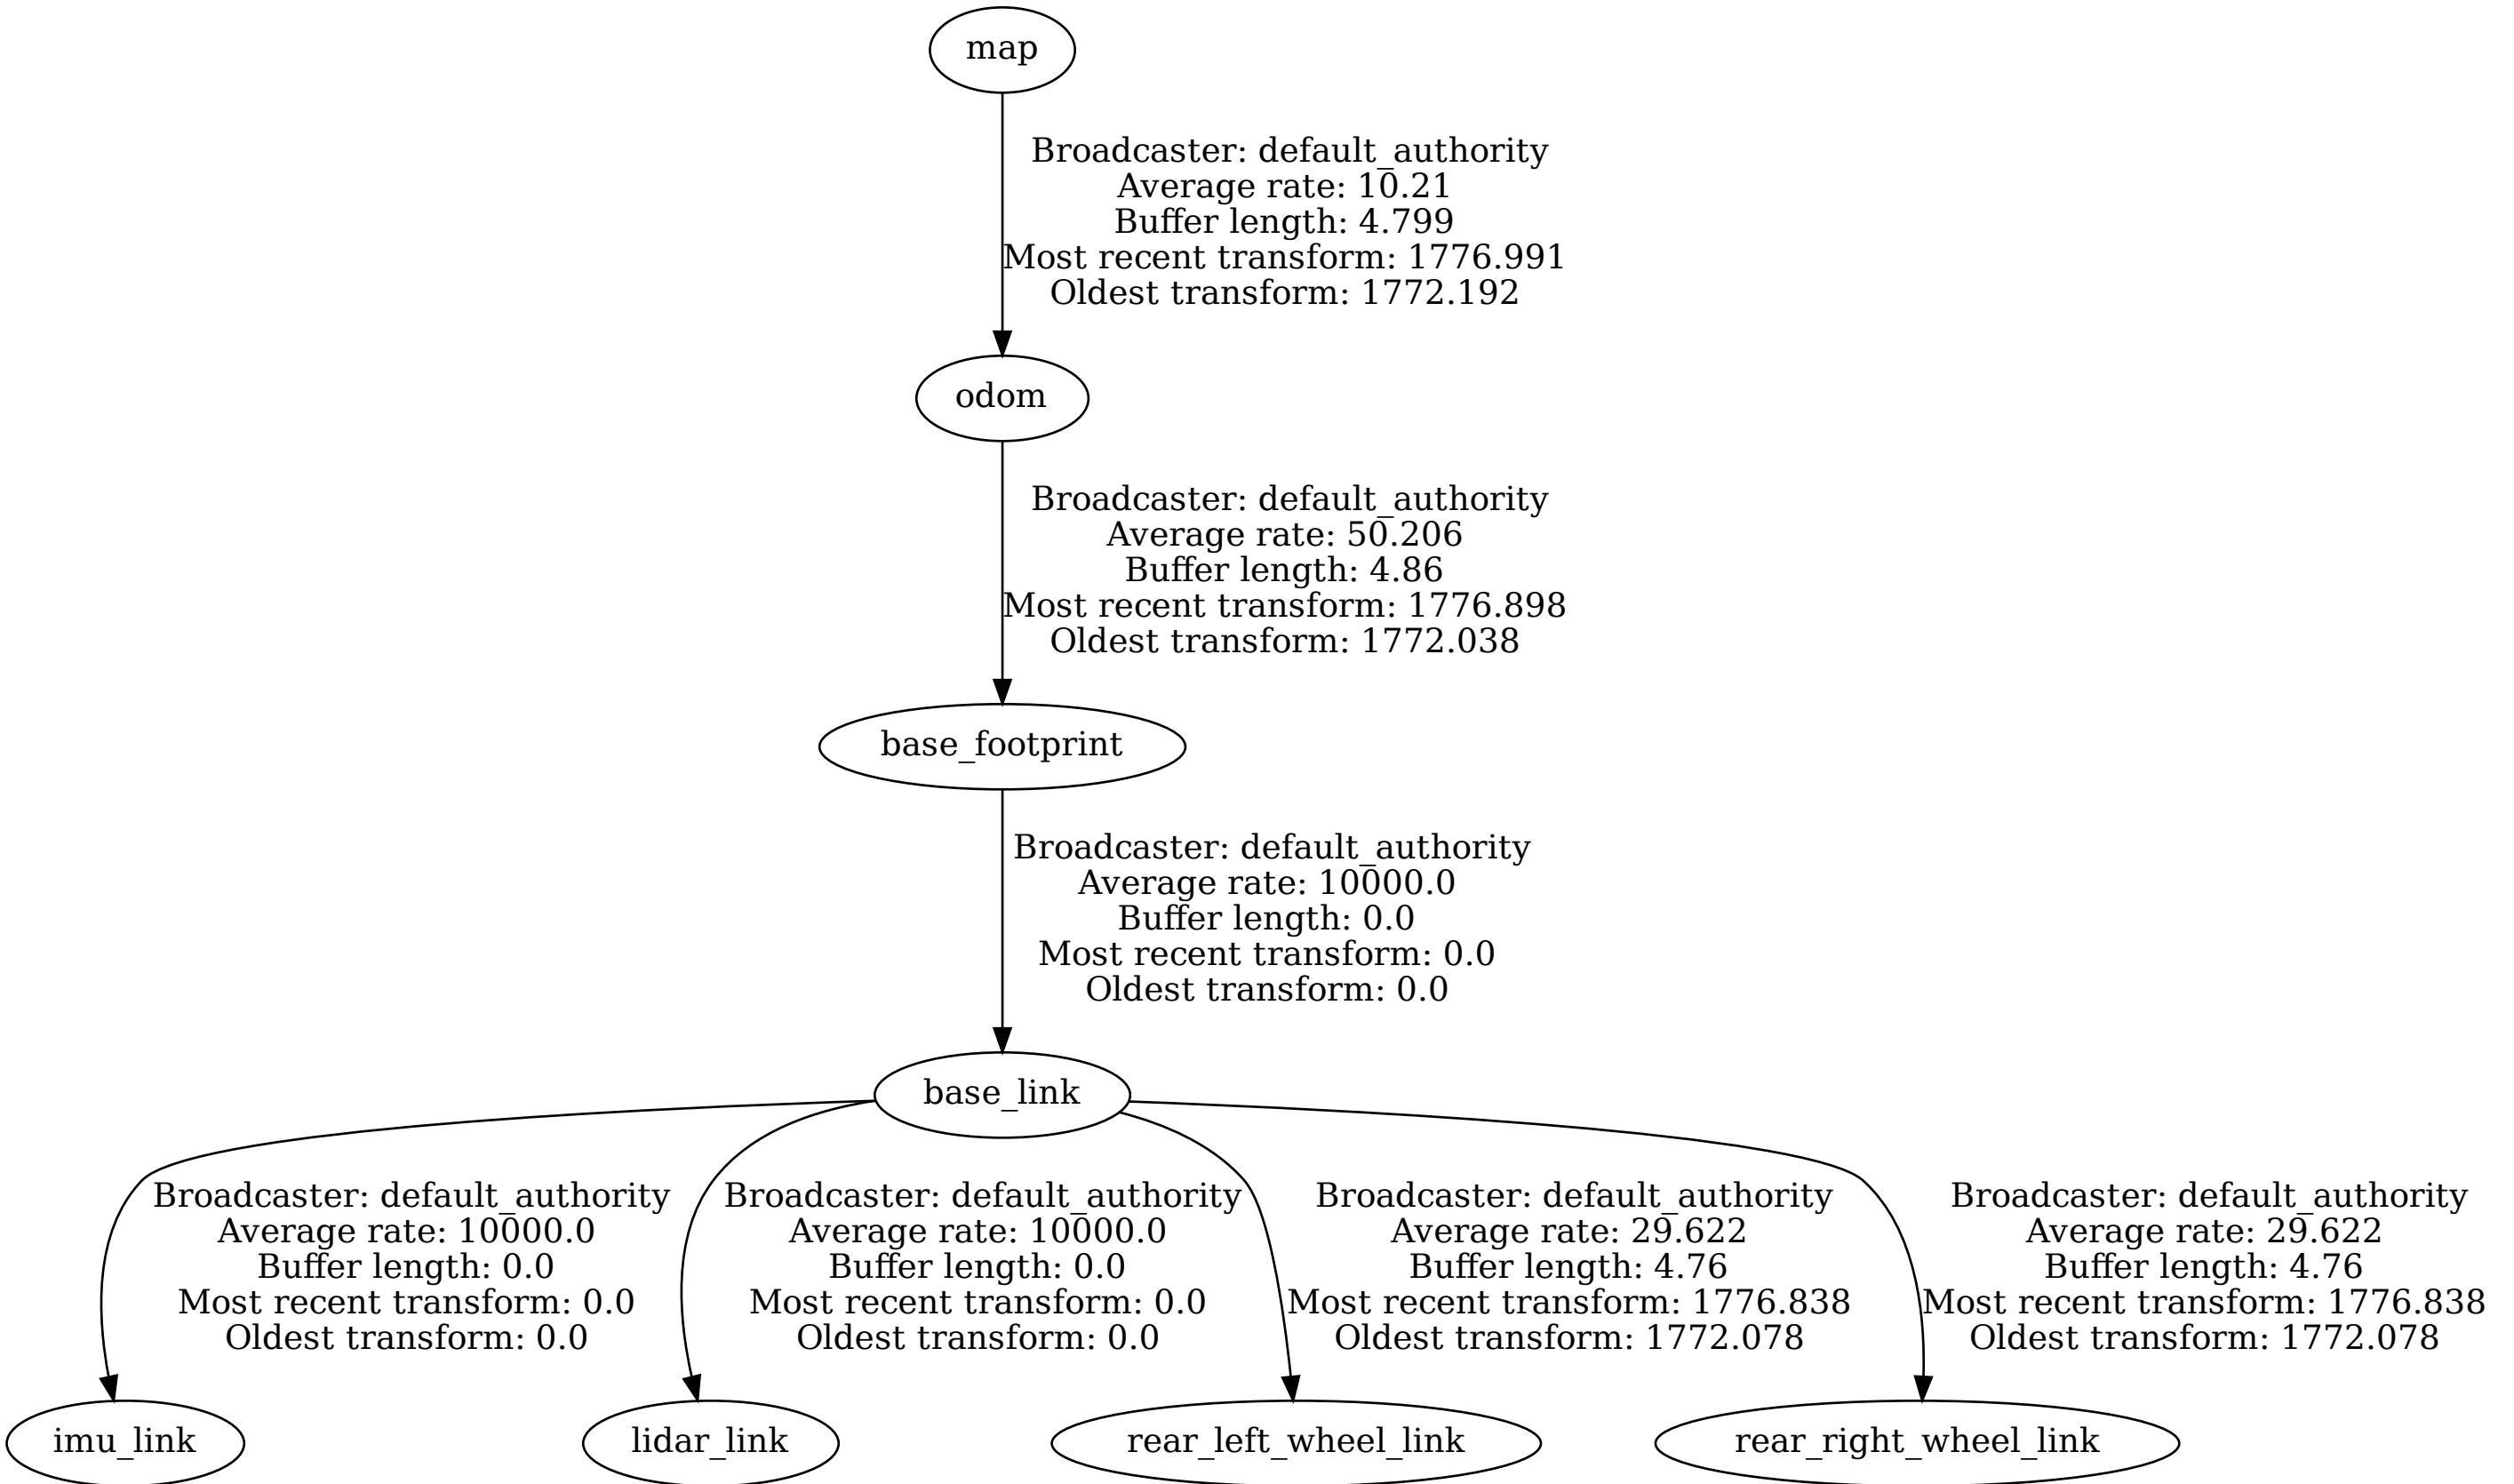 map
Broadcaster: default_authority
Average rate: 10.21
Buffer length: 4.799
Most recent transform: 1776.991
Oldest transform: 1772.192
odom
Broadcaster: default_authority
Average rate: 50.206
Buffer length: 4.86
Most recent transform: 1776.898
Oldest transform: 1772.038
base_footprint
Broadcaster: default_authority
Average rate: 10000.0
Buffer length: 0.0
Most recent transform: 0.0
Oldest transform: 0.0
base_link
Broadcaster: default_authority
Average rate: 10000.0
Buffer length: 0.0
Most recent transform: 0.0
Oldest transform: 0.0
Broadcaster: default_authority
Average rate: 10000.0
Buffer length: 0.0
Most recent transform: 0.0
Oldest transform: 0.0
Broadcaster: default_authority
Average rate: 29.622
Buffer length: 4.76
Most recent transform: 1776.838
Oldest transform: 1772.078
Broadcaster: default_authority
Average rate: 29.622
Buffer length: 4.76
Most recent transform: 1776.838
Oldest transform: 1772.078
imu_link
lidar_link
rear_left_wheel_link
rear_right_wheel_link